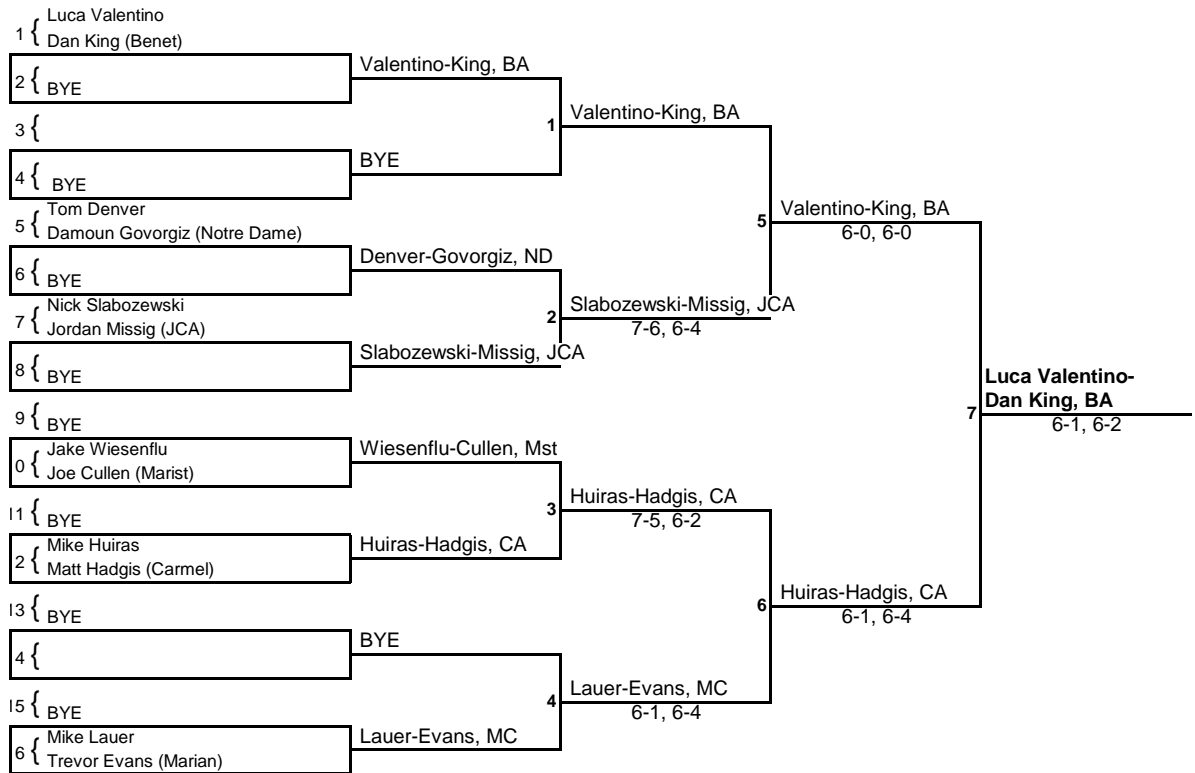 Luca Valentino
1 { Dan King (Benet)
2 { BYE
Valentino-King, BA
3 {
1
Valentino-King, BA
4 { BYE
BYE
Tom Denver
5 { Damoun Govorgiz (Notre Dame)
5
Valentino-King, BA
6-0, 6-0
6 { BYE
Denver-Govorgiz, ND
Nick Slabozewski
7 { Jordan Missig (JCA)
2
Slabozewski-Missig, JCA
7-6, 6-4
8 { BYE
Slabozewski-Missig, JCA
7
Luca Valentino-
Dan King, BA
6-1, 6-2
9 { BYE
Jake Wiesenflu
0 { Joe Cullen (Marist)
Wiesenflu-Cullen, Mst
11 { BYE
3
Huiras-Hadgis, CA
7-5, 6-2
Mike Huiras
2 { Matt Hadgis (Carmel)
Huiras-Hadgis, CA
13 { BYE
6
Huiras-Hadgis, CA
6-1, 6-4
4 {
BYE
15 { BYE
4
Lauer-Evans, MC
6-1, 6-4
Mike Lauer
6 { Trevor Evans (Marian)
Lauer-Evans, MC